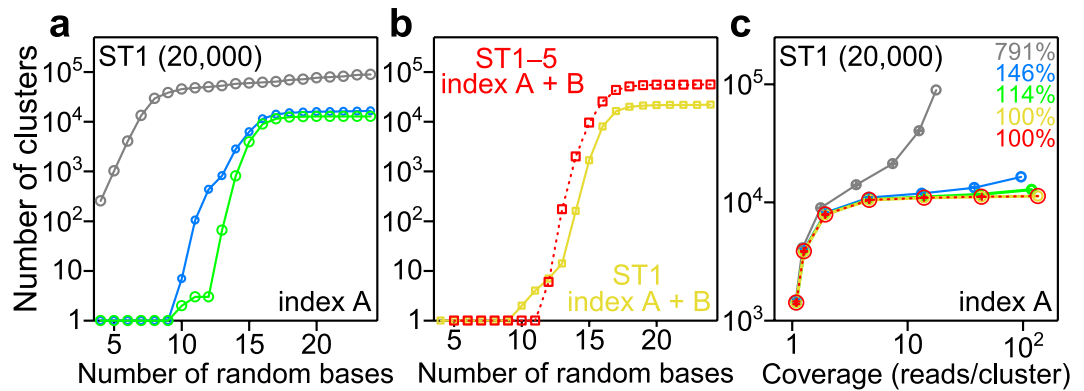 a
ST1 (20,000)
Number of clusters
10⁵
10⁴
10³
10²
10
1
index A
5 10 15 20
Number of random bases
b
ST1–5
index A + B
10⁵
10⁴
10³
10²
10
1
ST1
index A + B
5 10 15 20
Number of random bases
c
ST1 (20,000)
791%
146%
114%
100%
100%
10⁵
10⁴
10³
index A
1 10 10²
Coverage (reads/cluster)